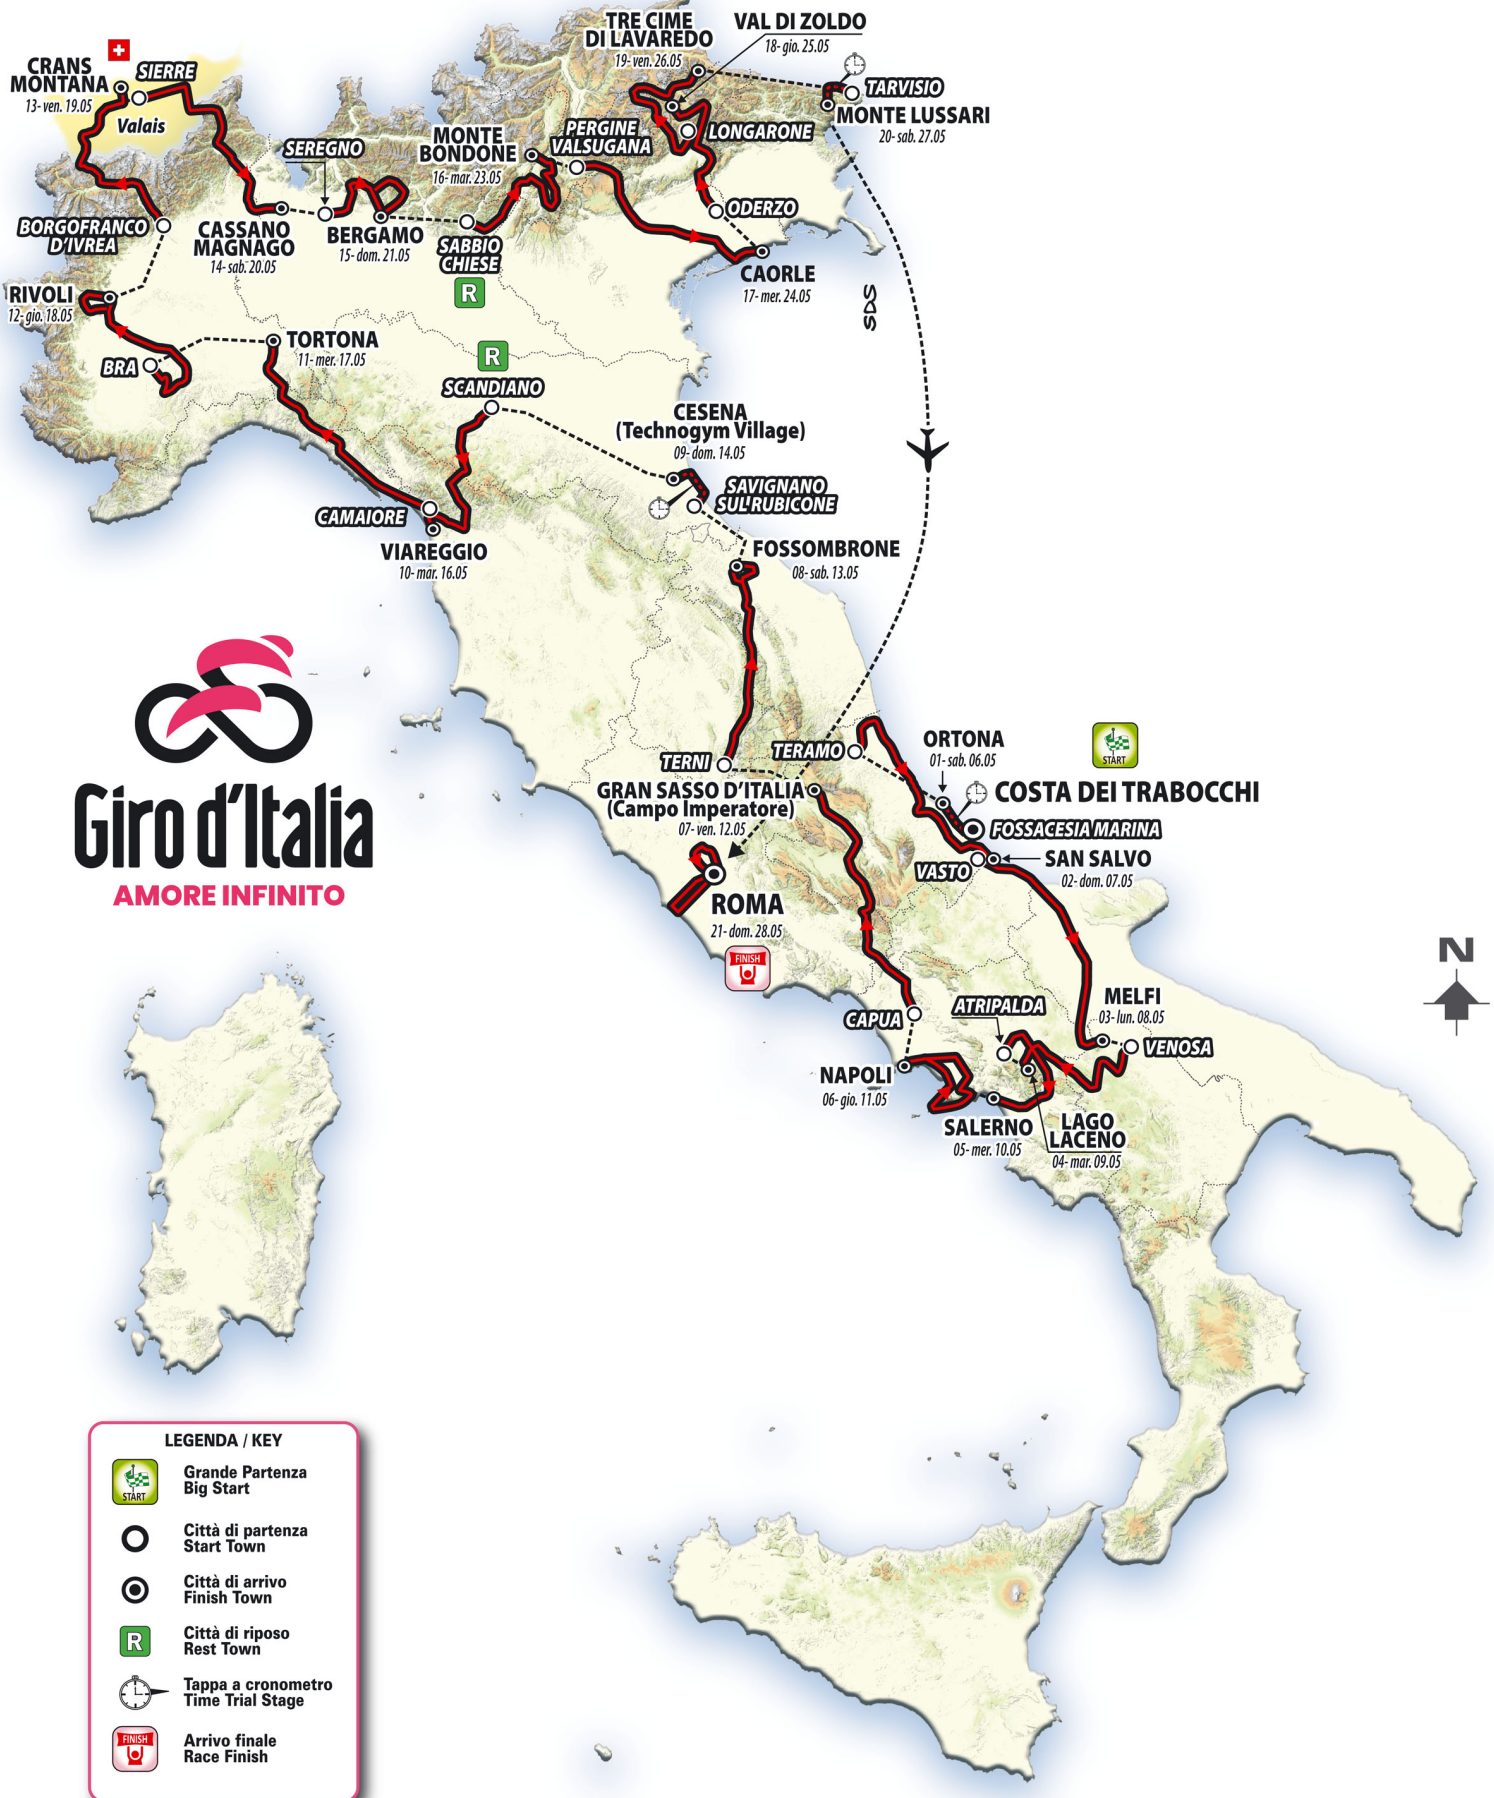 TRE CIME
DI LAVAREDO
19- ven. 26.05
VAL DI ZOLDO
18- gio. 25.05
CRANS
MONTANA
13- ven. 19.05
SIERRE
Valais
TARVISIO
MONTE LUSSARI
20- sab. 27.05
SEREGNO
MONTE
BONDONE
16- mar. 23.05
PERGINE
VALSUGANA
LONGARONE
BORGOFRANCO
D'IVREA
CASSANO
MAGNAGO
14- sab. 20.05
BERGAMO
15- dom. 21.05
SABBIO
CHIESE
R
ODERZO
CAORLE
17- mer. 24.05
SDS
RIVOLI
12- gio. 18.05
BRA
TORTONA
11- mer. 17.05
R
SCANDIANO
CESENA
(Technogym Village)
09- dom. 14.05
SAVIGNANO
SUL RUBICONE
CAMAIORE
VIAREGGIO
10- mar. 16.05
FOSSOMBRONE
08- sab. 13.05
Giro d'Italia
AMORE INFINITO
TERNI
TERAMO
GRAN SASSO D'ITALIA
(Campo Imperatore)
07- ven. 12.05
ORTONA
01- sab. 06.05
START
COSTA DEI TRABOCCHI
FOSSACESIA MARINA
VASTO
SAN SALVO
02- dom. 07.05
ROMA
21- dom. 28.05
FINISH
N
CAPUA
ATRIPALDA
MELFI
03- lun. 08.05
VENOSA
NAPOLI
06- gio. 11.05
SALERNO
05- mer. 10.05
LAGO
LACENO
04- mar. 09.05
LEGENDA / KEY
START
Grande Partenza
Big Start
Città di partenza
Start Town
Città di arrivo
Finish Town
R
Città di riposo
Rest Town
Tappa a cronometro
Time Trial Stage
FINISH
Arrivo finale
Race Finish